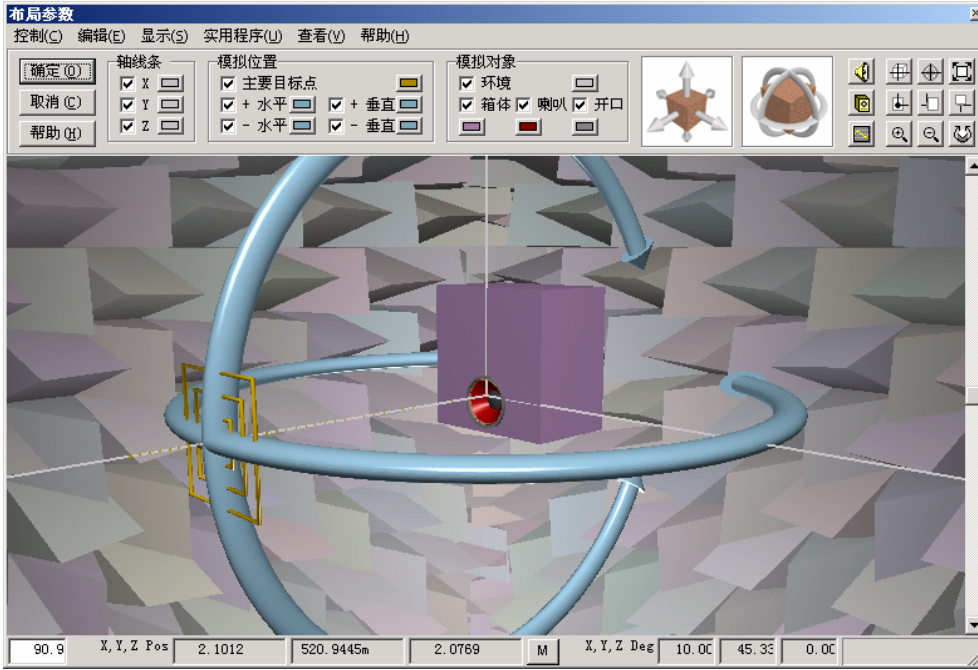 布局参数
控制(C) 编辑(E) 显示(S) 实用程序(U) 查看(V) 帮助(H)
确定(O)
取消(C)
帮助(H)
轴线条
X
Y
Z
模拟位置
主要目标点
+ 水平 + 垂直
- 水平 - 垂直
模拟对象
环境
箱体 喇叭 开口
90.9 X,Y,Z Pos 2.1012 520.9445m 2.0769 M X,Y,Z Deg 10.00 45.33 0.00